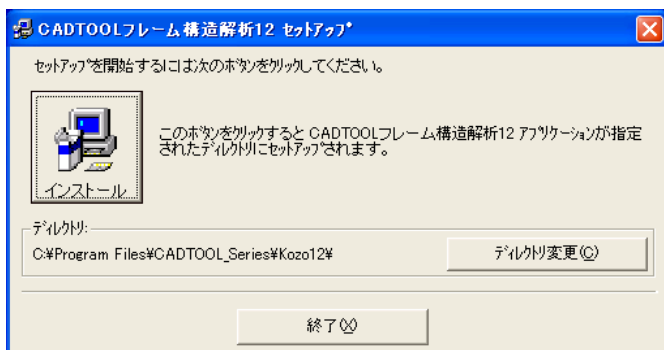 CADTOOLフレーム構造解析12 ｾｯﾄｱｯﾌﾟ
ｾｯﾄｱｯﾌﾟを開始するには次のﾎﾞﾀﾝをｸﾘｯｸしてください。
このﾎﾞﾀﾝをｸﾘｯｸすると CADTOOLフレーム構造解析12 ｱﾌﾟﾘｹｰｼｮﾝが指定
されたﾃﾞｨﾚｸﾄﾘにｾｯﾄｱｯﾌﾟされます。
インストール
ﾃﾞｨﾚｸﾄﾘ:
C:¥Program Files¥CADTOOL_Series¥Kozo12¥
ﾃﾞｨﾚｸﾄﾘ変更(C)
終了(X)